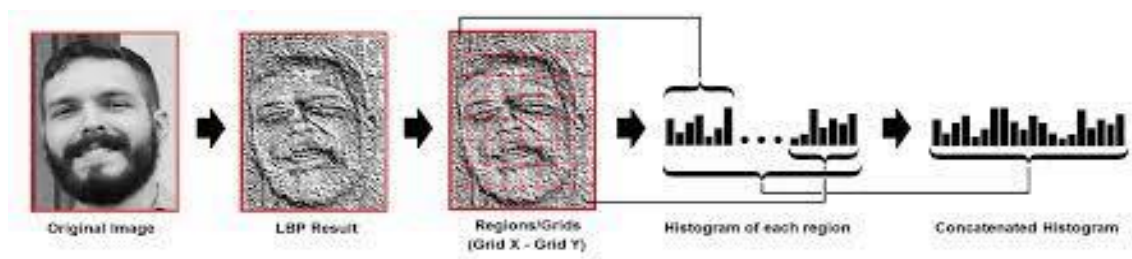 Original Image
LBP Result
Regions/Grids
(Grid X - Grid Y)
Histogram of each region
Concatenated Histogram